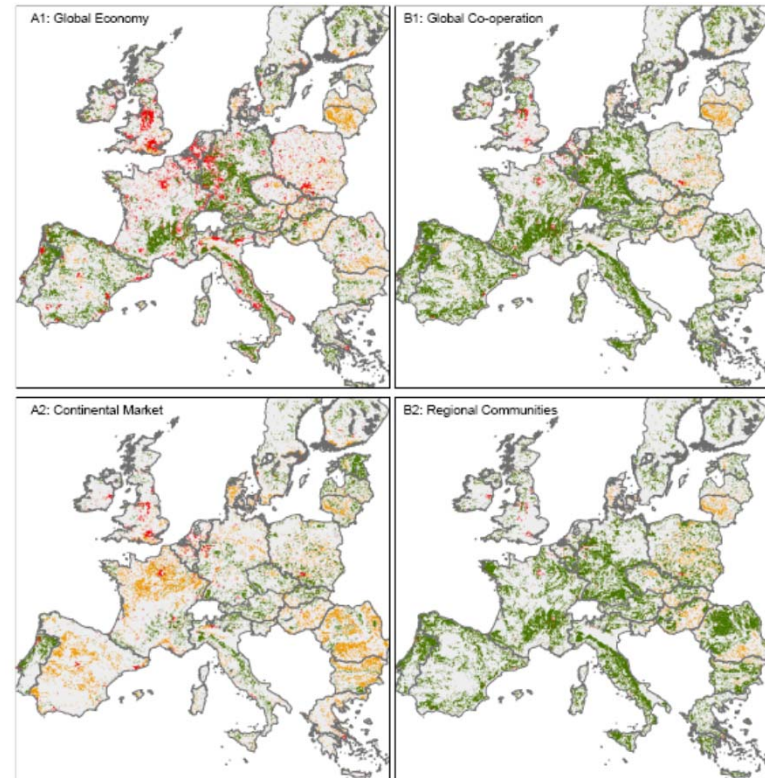 A1: Global Economy
B1: Global Co-operation
A2: Continental Market
B2: Regional Communities